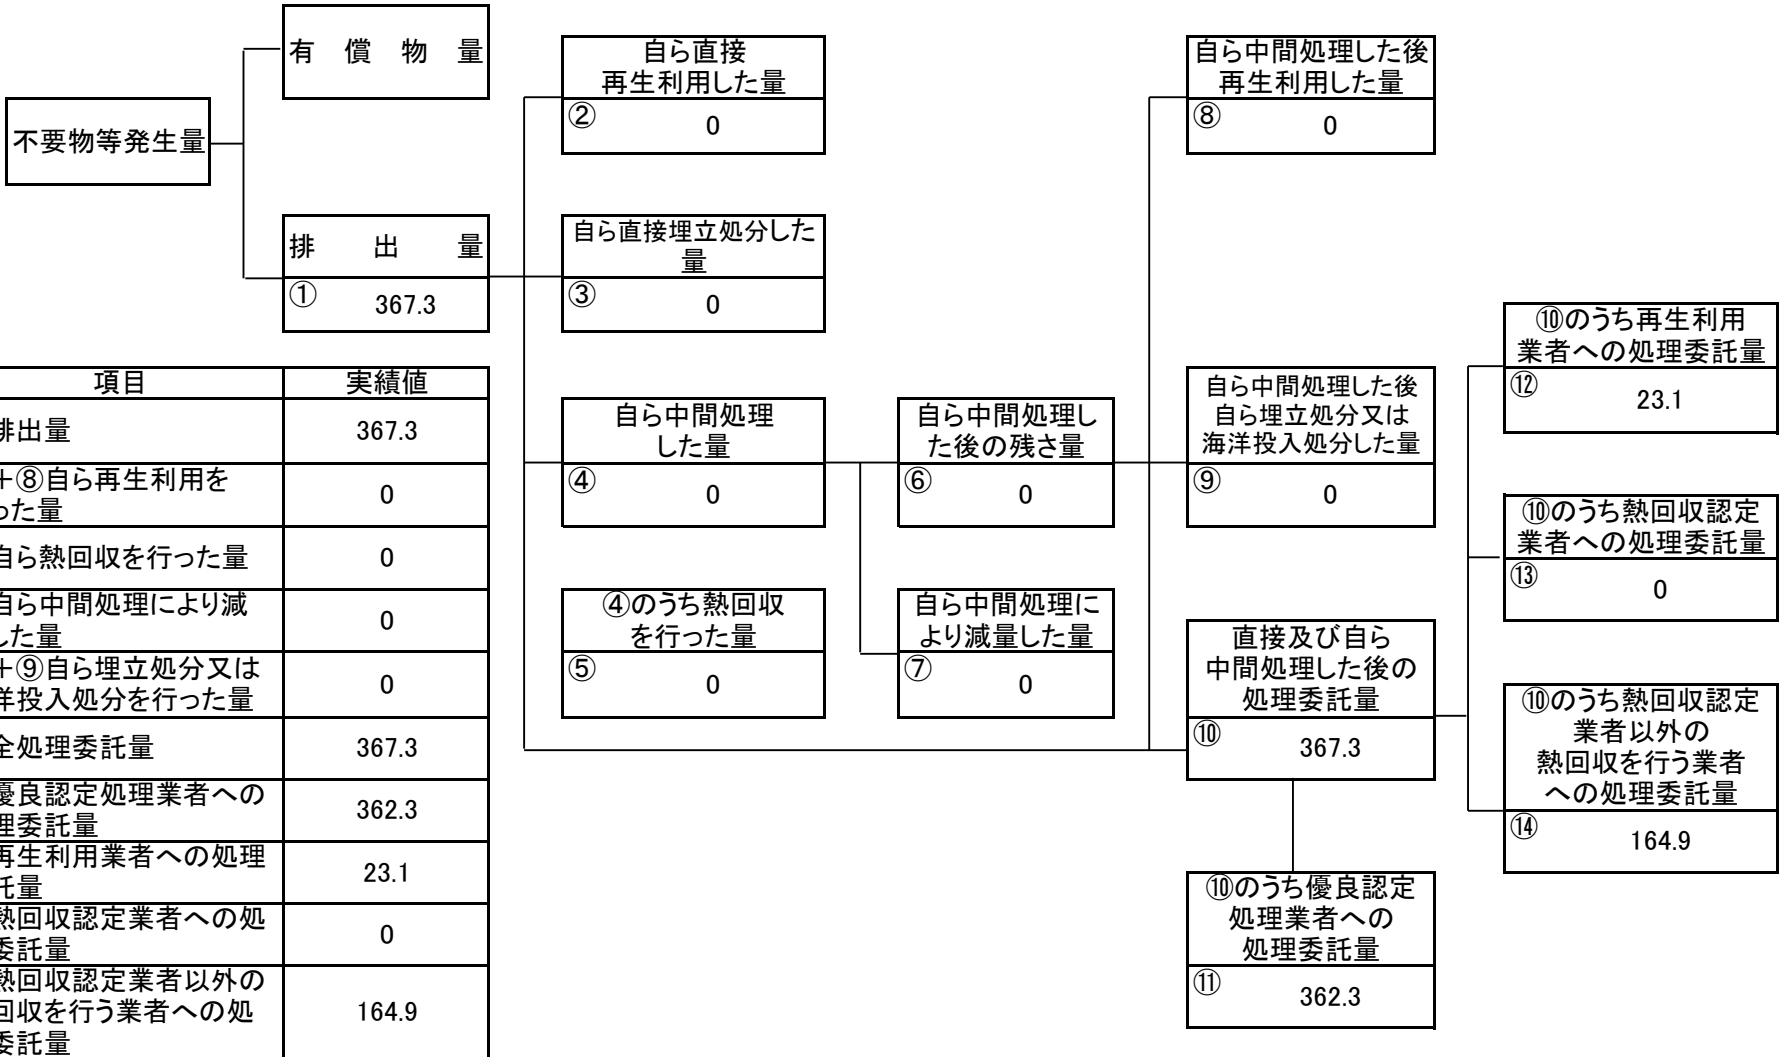 有償物量
不要物等発生量
排出量
① 367.3
自ら直接
再生利用した量
② 0
自ら直接埋立処分した
量
③ 0
自ら中間処理
した量
④ 0
④のうち熱回収
を行った量
⑤ 0
自ら中間処理し
た後の残さ量
⑥ 0
自ら中間処理に
より減量した量
⑦ 0
自ら中間処理した後
再生利用した量
⑧ 0
自ら中間処理した後
自ら埋立処分又は
海洋投入処分した量
⑨ 0
直接及び自ら
中間処理した後の
処理委託量
⑩ 367.3
⑩のうち優良認定
処理業者への
処理委託量
⑪ 362.3
⑩のうち再生利用
業者への処理委託量
⑫ 23.1
⑩のうち熱回収認定
業者への処理委託量
⑬ 0
⑩のうち熱回収認定
業者以外の
熱回収を行う業者
への処理委託量
⑭ 164.9
項目 実績値
排出量 367.3
+⑧自ら再生利用を
った量 0
自ら熱回収を行った量 0
自ら中間処理により減
した量 0
+⑨自ら埋立処分又は
洋投入処分を行った量 0
全処理委託量 367.3
優良認定処理業者への
理委託量 362.3
再生利用業者への処理
託量 23.1
熱回収認定業者への処
委託量 0
熱回収認定業者以外の
回収を行う業者への処
委託量 164.9